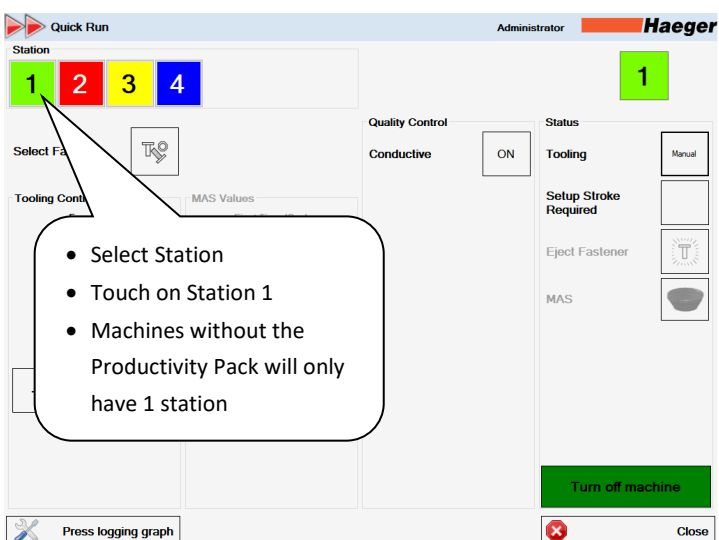 Quick Run
Administrator
Haeger
Station
1 2 3 4
1
Quality Control
Status
Select
Conductive
ON
Tooling
Manual
Tooling
MAS Values
Setup Stroke
Required
• Select Station
• Touch on Station 1
• Machines without the
Productivity Pack will only
have 1 station
Eject Fastener
MAS
Turn off machine
Press logging graph
Close